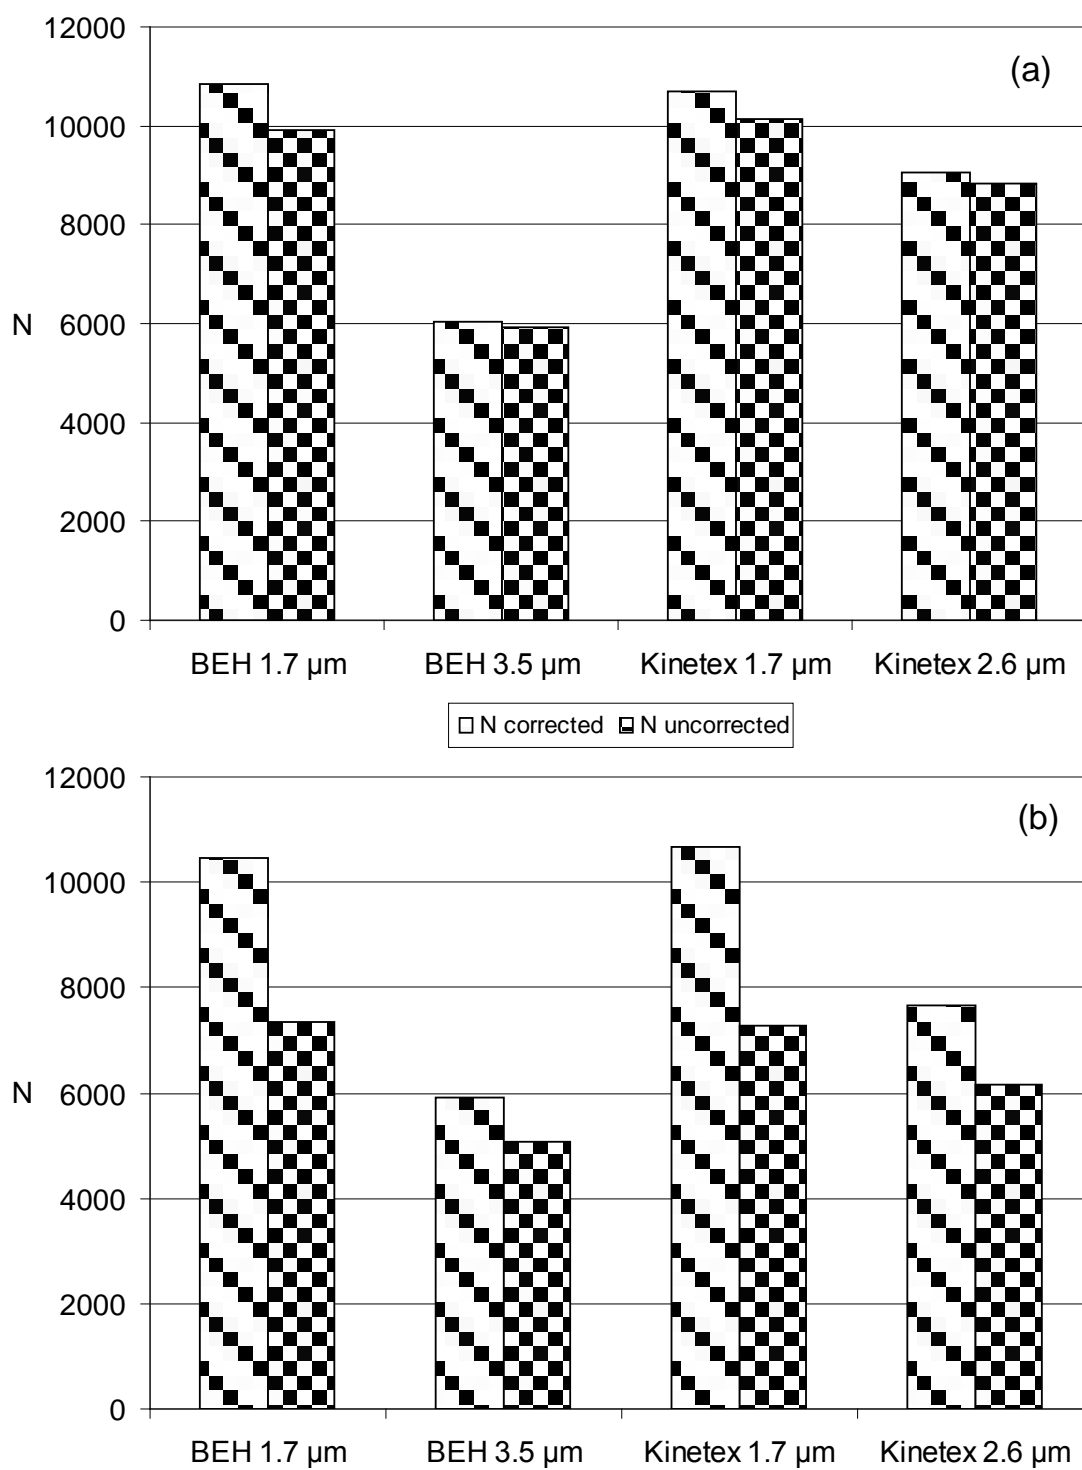 12000
(a)
10000
8000
N
6000
4000
2000
0
BEH 1.7 µm BEH 3.5 µm Kinetex 1.7 µm Kinetex 2.6 µm
N corrected N uncorrected
12000
(b)
10000
8000
N
6000
4000
2000
0
BEH 1.7 µm BEH 3.5 µm Kinetex 1.7 µm Kinetex 2.6 µm